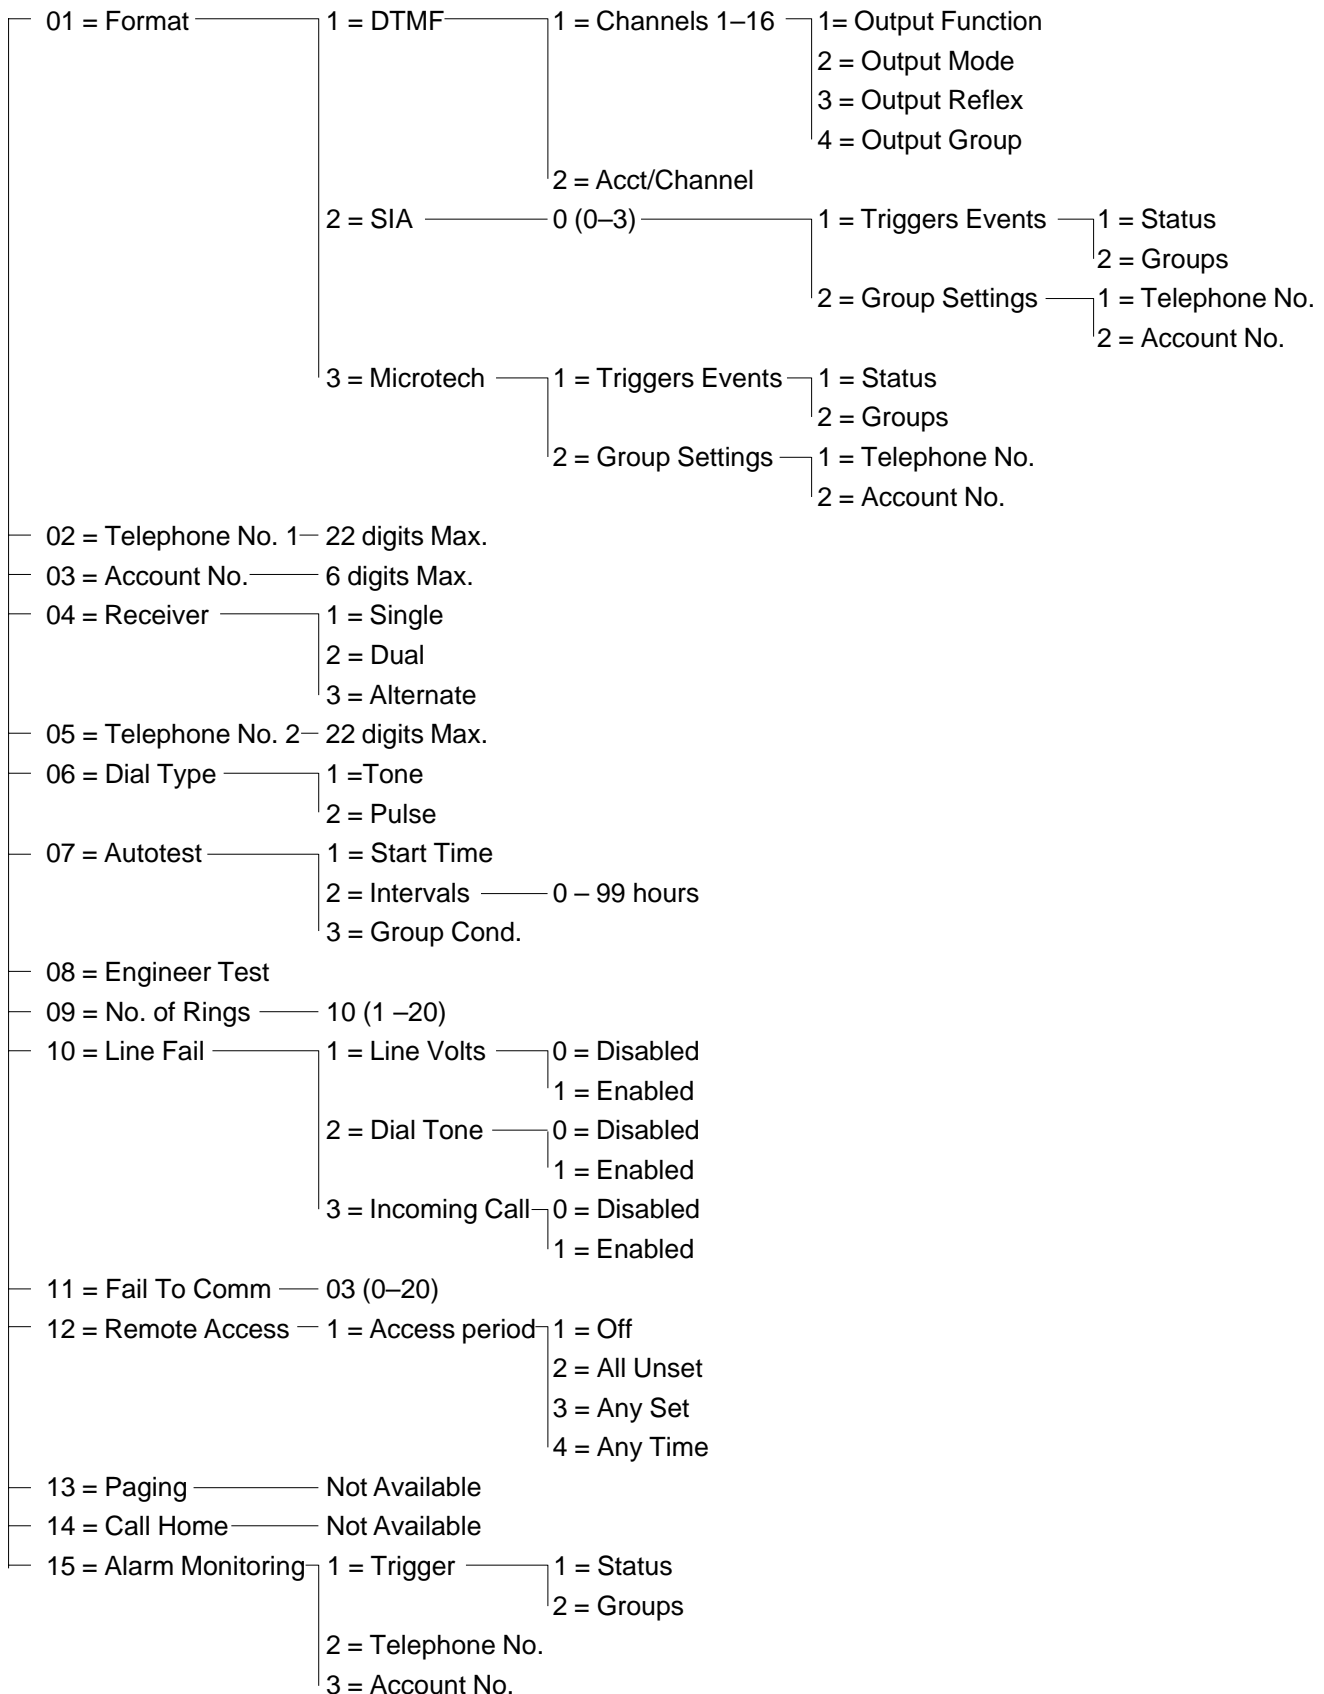 01 = Format 1 = DTMF 1 = Channels 1–16 1= Output Function
2 = Output Mode
3 = Output Reflex
4 = Output Group
2 = Acct/Channel
2 = SIA 0 (0–3) 1 = Triggers Events 1 = Status
2 = Groups
2 = Group Settings 1 = Telephone No.
2 = Account No.
3 = Microtech 1 = Triggers Events 1 = Status
2 = Groups
2 = Group Settings 1 = Telephone No.
2 = Account No.
02 = Telephone No. 1 22 digits Max.
03 = Account No. 6 digits Max.
04 = Receiver 1 = Single
2 = Dual
3 = Alternate
05 = Telephone No. 2 22 digits Max.
06 = Dial Type 1 =Tone
2 = Pulse
07 = Autotest 1 = Start Time
2 = Intervals 0 – 99 hours
3 = Group Cond.
08 = Engineer Test
09 = No. of Rings 10 (1 –20)
10 = Line Fail 1 = Line Volts 0 = Disabled
1 = Enabled
2 = Dial Tone 0 = Disabled
1 = Enabled
3 = Incoming Call 0 = Disabled
1 = Enabled
11 = Fail To Comm 03 (0–20)
12 = Remote Access 1 = Access period 1 = Off
2 = All Unset
3 = Any Set
4 = Any Time
13 = Paging Not Available
14 = Call Home Not Available
15 = Alarm Monitoring 1 = Trigger 1 = Status
2 = Groups
2 = Telephone No.
3 = Account No.